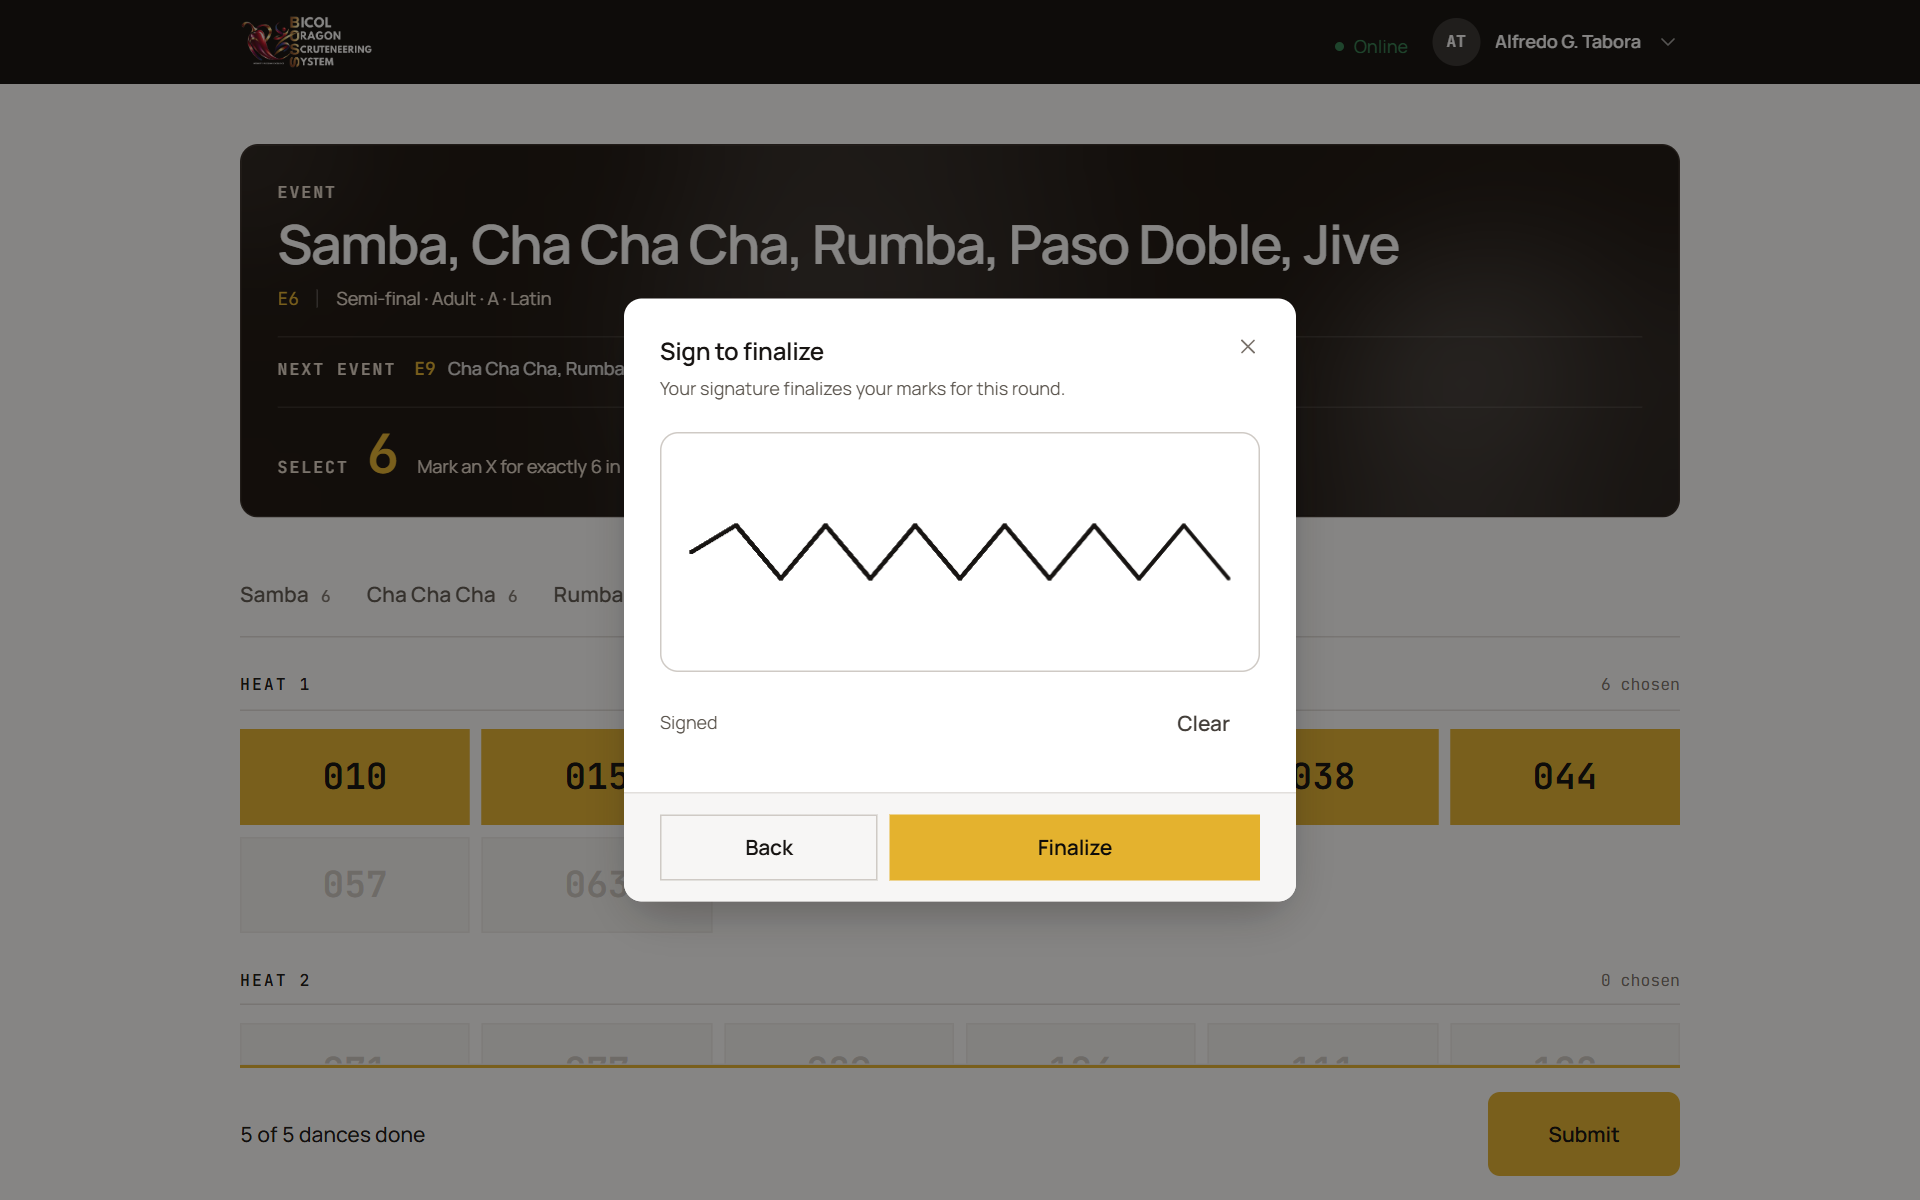 BICOL
DRAGON
SCRUTENEERING
SYSTEM
Online
AT
Alfredo G. Tabora
EVENT
Samba, Cha Cha Cha, Rumba, Paso Doble, Jive
E6
Semi-final · Adult · A · Latin
NEXT EVENT E9 Cha Cha Cha, Rumba
SELECT 6 Mark an X for exactly 6 in
Sign to finalize
Your signature finalizes your marks for this round.
Signed
Clear
Back
Finalize
Samba 6
Cha Cha Cha 6
Rumba
HEAT 1
6 chosen
010
015
038
044
057
063
HEAT 2
0 chosen
5 of 5 dances done
Submit